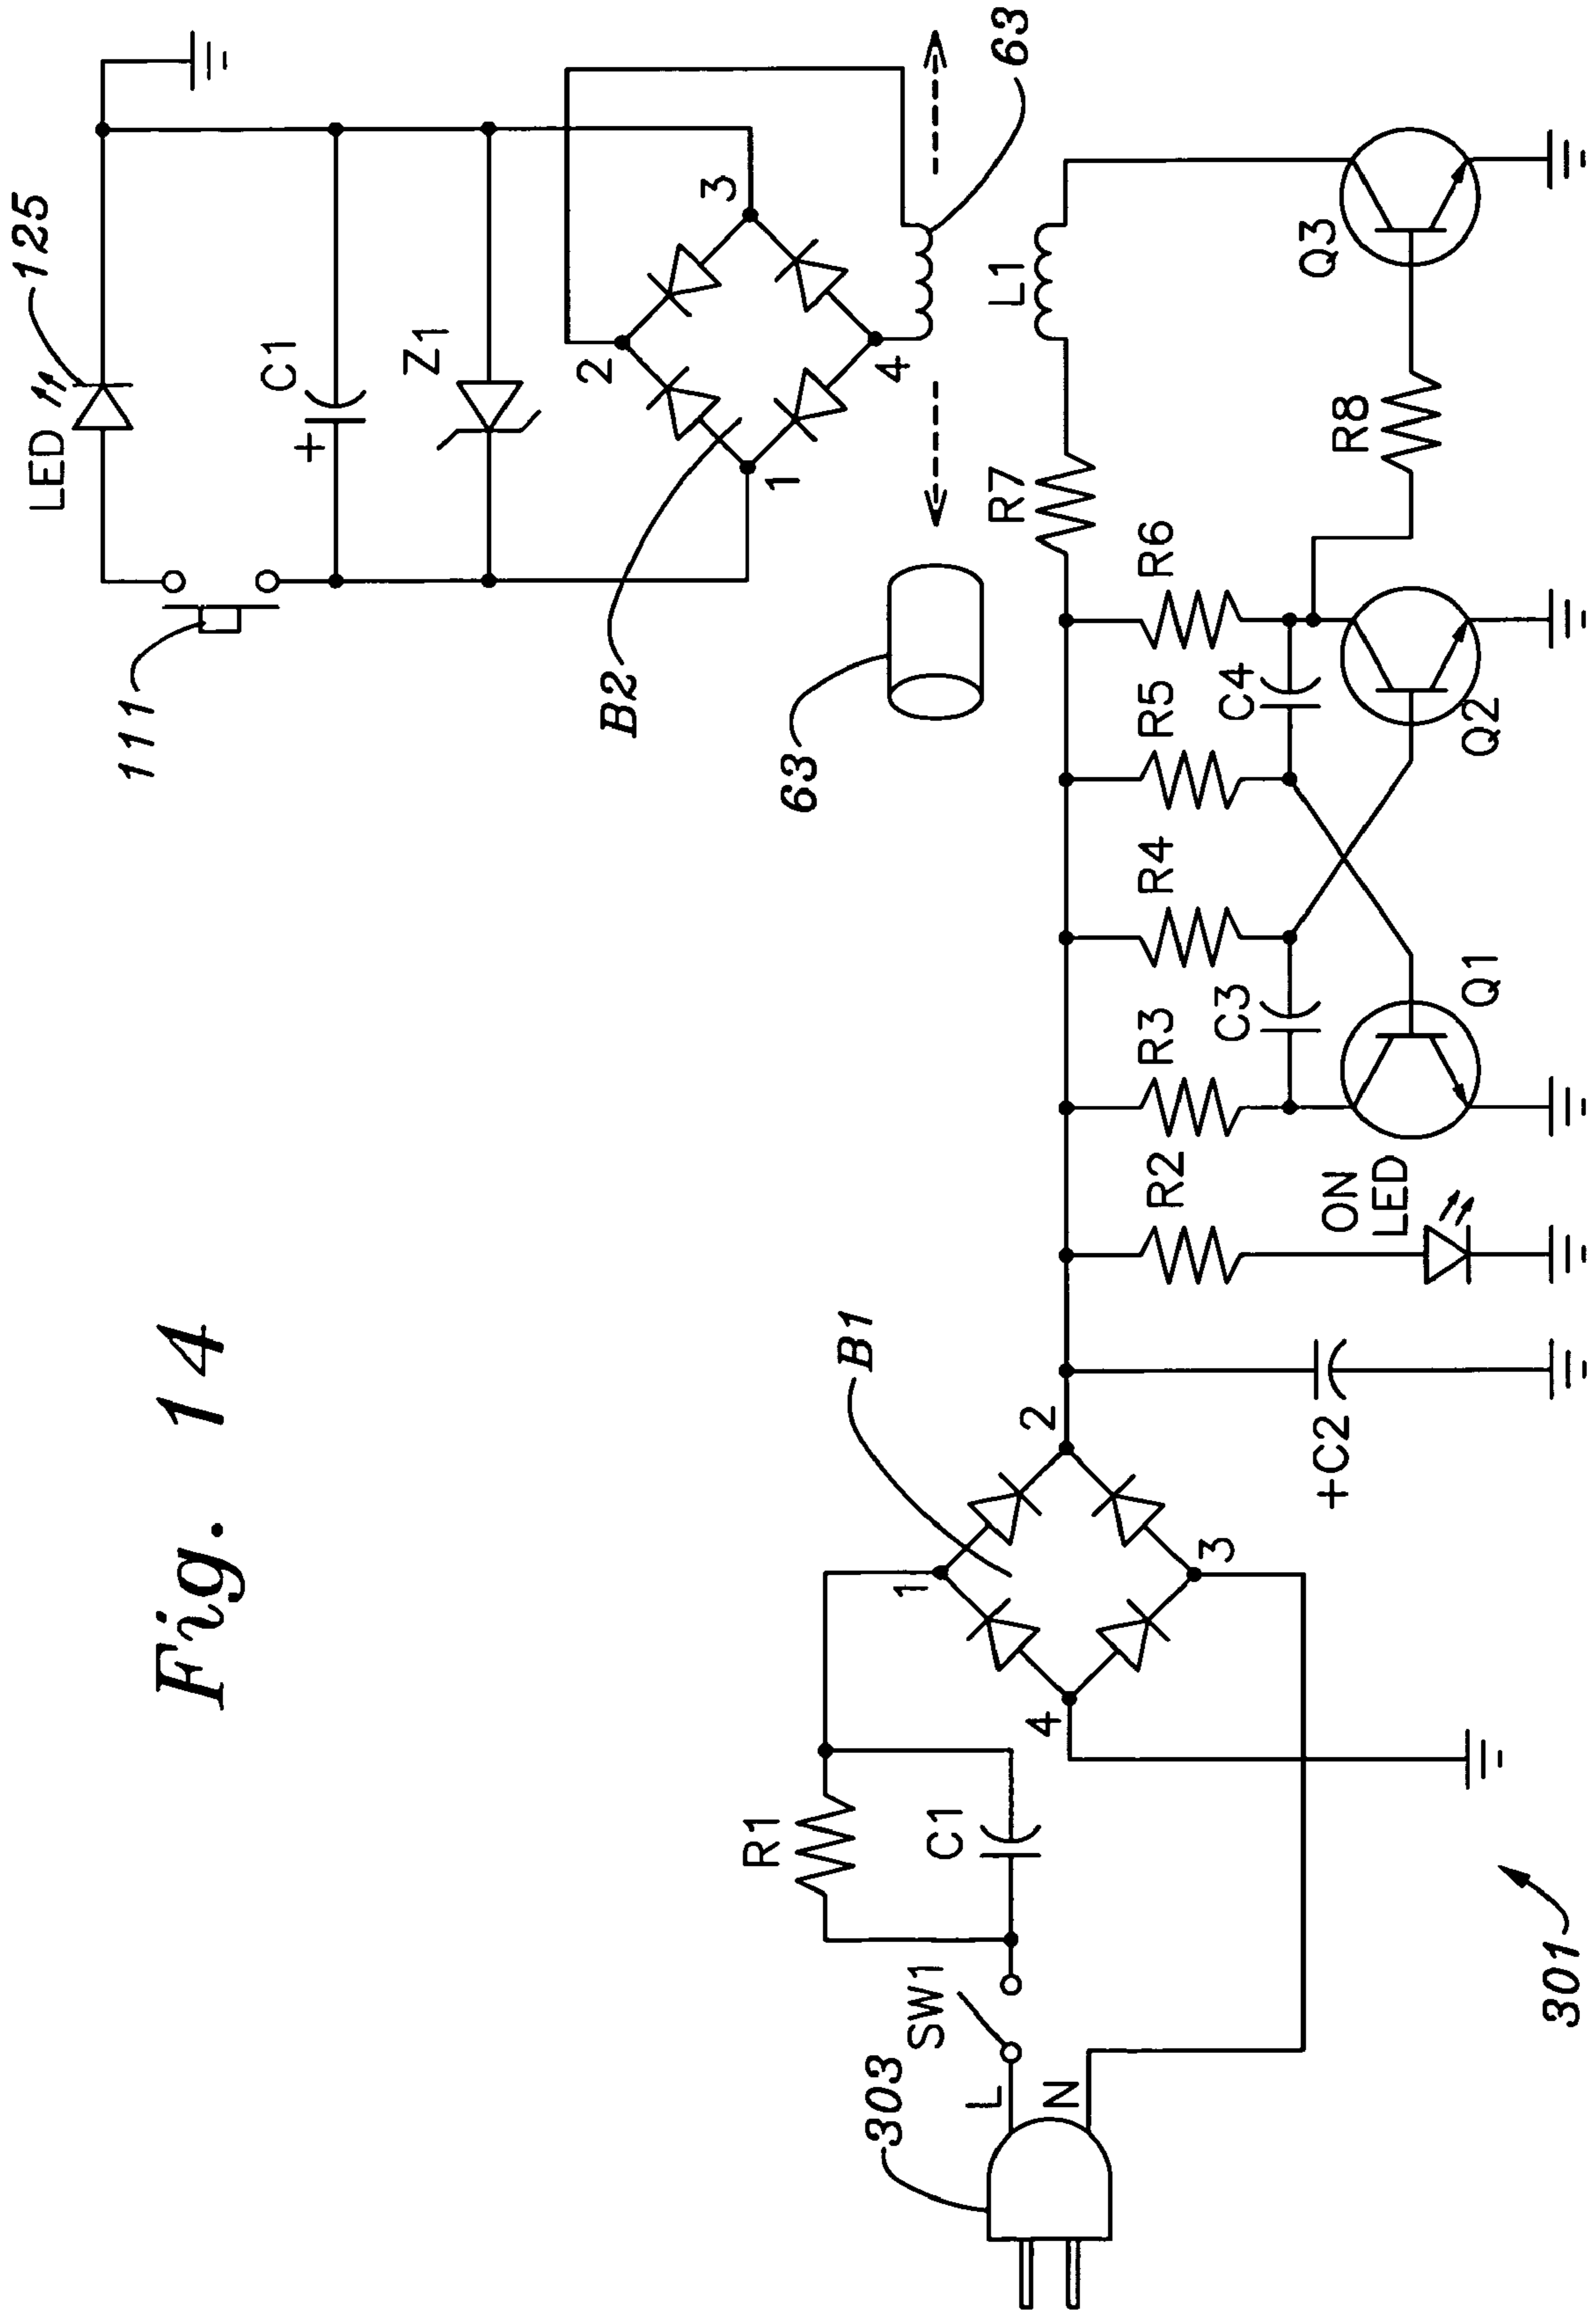 Fig. 14
111
LED
125
+
C1
Z1
B2
2
3
1
4
63
63
303
SW1
L
N
R1
C1
1
2
3
4
B1
+C2
R2
ON
LED
R3
R4
R5
R6
C3
C4
Q1
Q2
R7
L1
R8
Q3
301